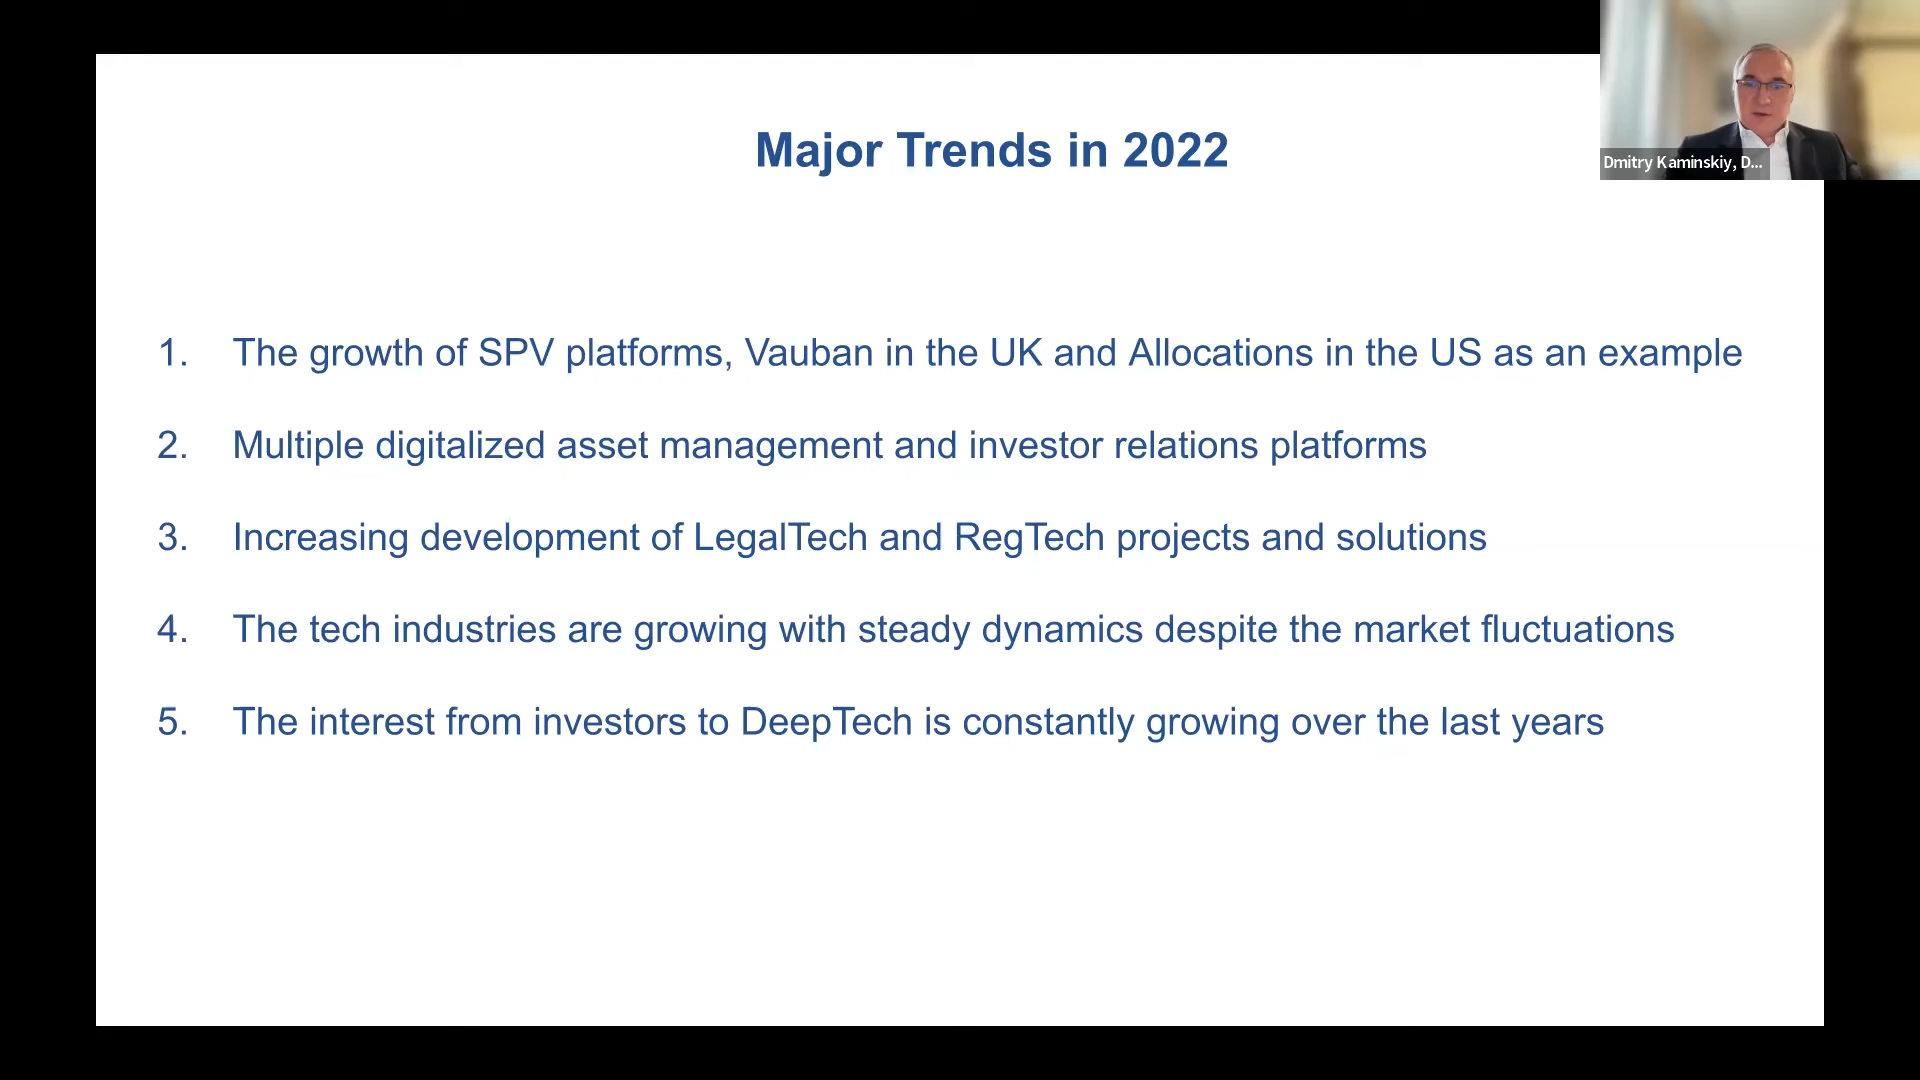 Major Trends in 2022
Dmitry Kaminskiy, D...
1. The growth of SPV platforms, Vauban in the UK and Allocations in the US as an example
2. Multiple digitalized asset management and investor relations platforms
3. Increasing development of LegalTech and RegTech projects and solutions
4. The tech industries are growing with steady dynamics despite the market fluctuations
5. The interest from investors to DeepTech is constantly growing over the last years